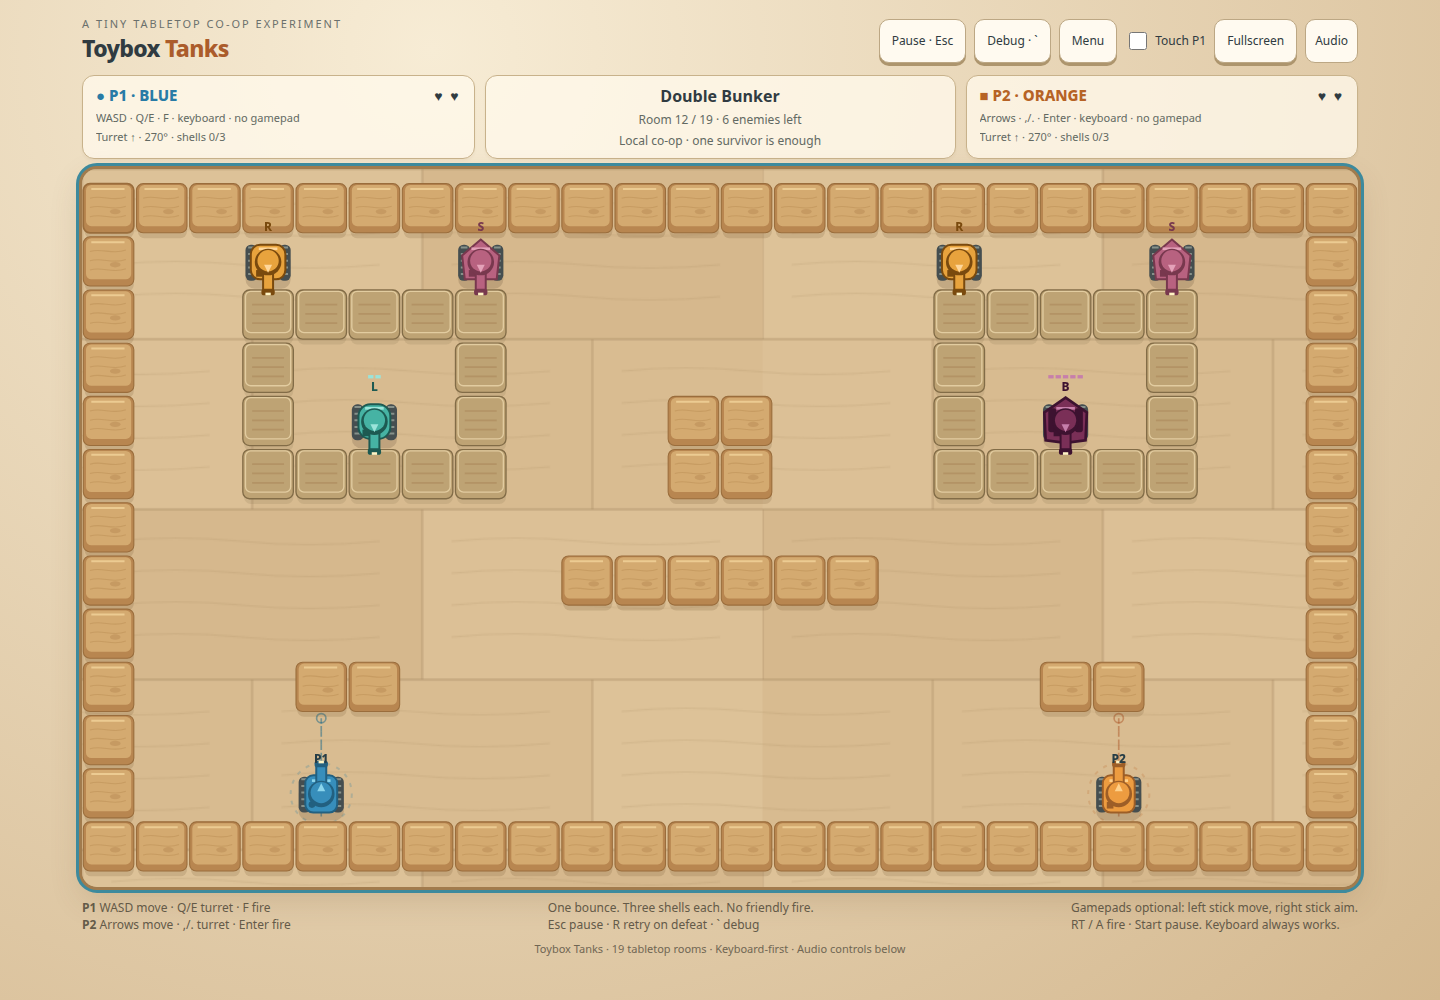 A TINY TABLETOP CO-OP EXPERIMENT
Toybox Tanks
Pause · Esc
Debug · `
Menu
Touch P1
Fullscreen
Audio
● P1 · BLUE ♥ ♥
WASD · Q/E · F · keyboard · no gamepad
Turret ↑ · 270° · shells 0/3
Double Bunker
Room 12 / 19 · 6 enemies left
Local co-op · one survivor is enough
■ P2 · ORANGE ♥ ♥
Arrows · ,/. · Enter · keyboard · no gamepad
Turret ↑ · 270° · shells 0/3
R
S
R
S
L
B
P1
P2
P1 WASD move · Q/E turret · F fire
P2 Arrows move · ,/. turret · Enter fire
One bounce. Three shells each. No friendly fire.
Esc pause · R retry on defeat · ` debug
Gamepads optional: left stick move, right stick aim.
RT / A fire · Start pause. Keyboard always works.
Toybox Tanks · 19 tabletop rooms · Keyboard-first · Audio controls below